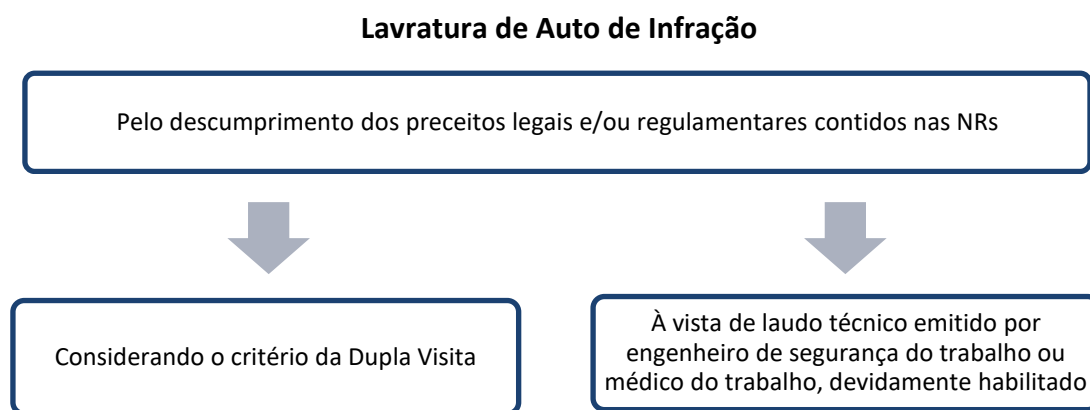 Lavratura de Auto de Infração
Pelo descumprimento dos preceitos legais e/ou regulamentares contidos nas NRs
Considerando o critério da Dupla Visita
À vista de laudo técnico emitido por
engenheiro de segurança do trabalho ou
médico do trabalho, devidamente habilitado